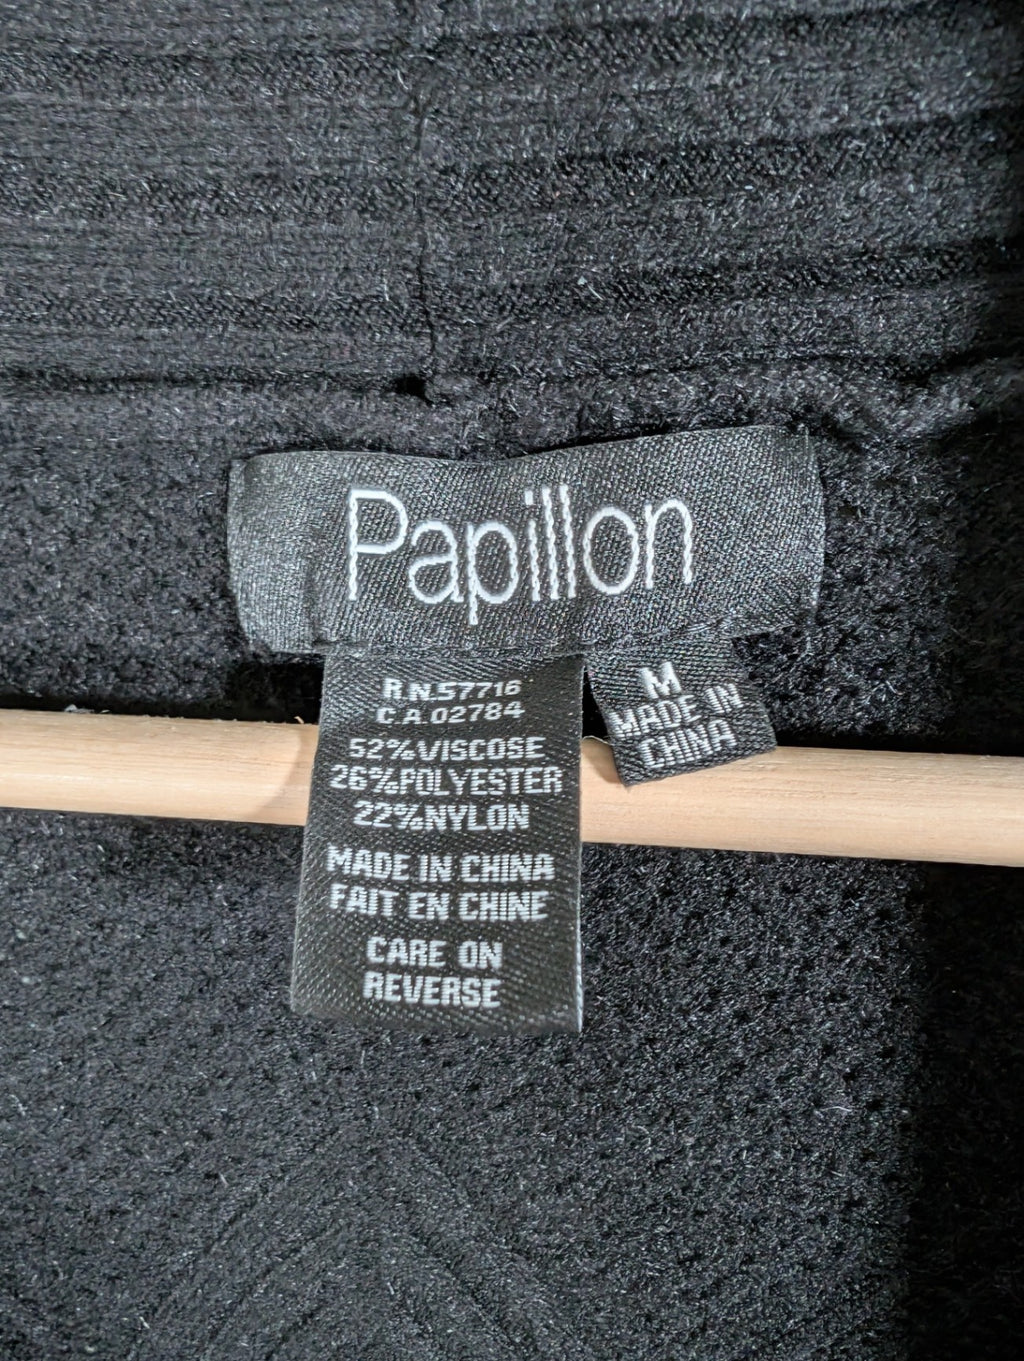 Papillon
R.N.57716
C.A.02784
52%VISCOSE
26%POLYESTER
22%NYLON
MADE IN CHINA
FAIT EN CHINE
CARE ON
REVERSE
M
MADE IN
CHINA